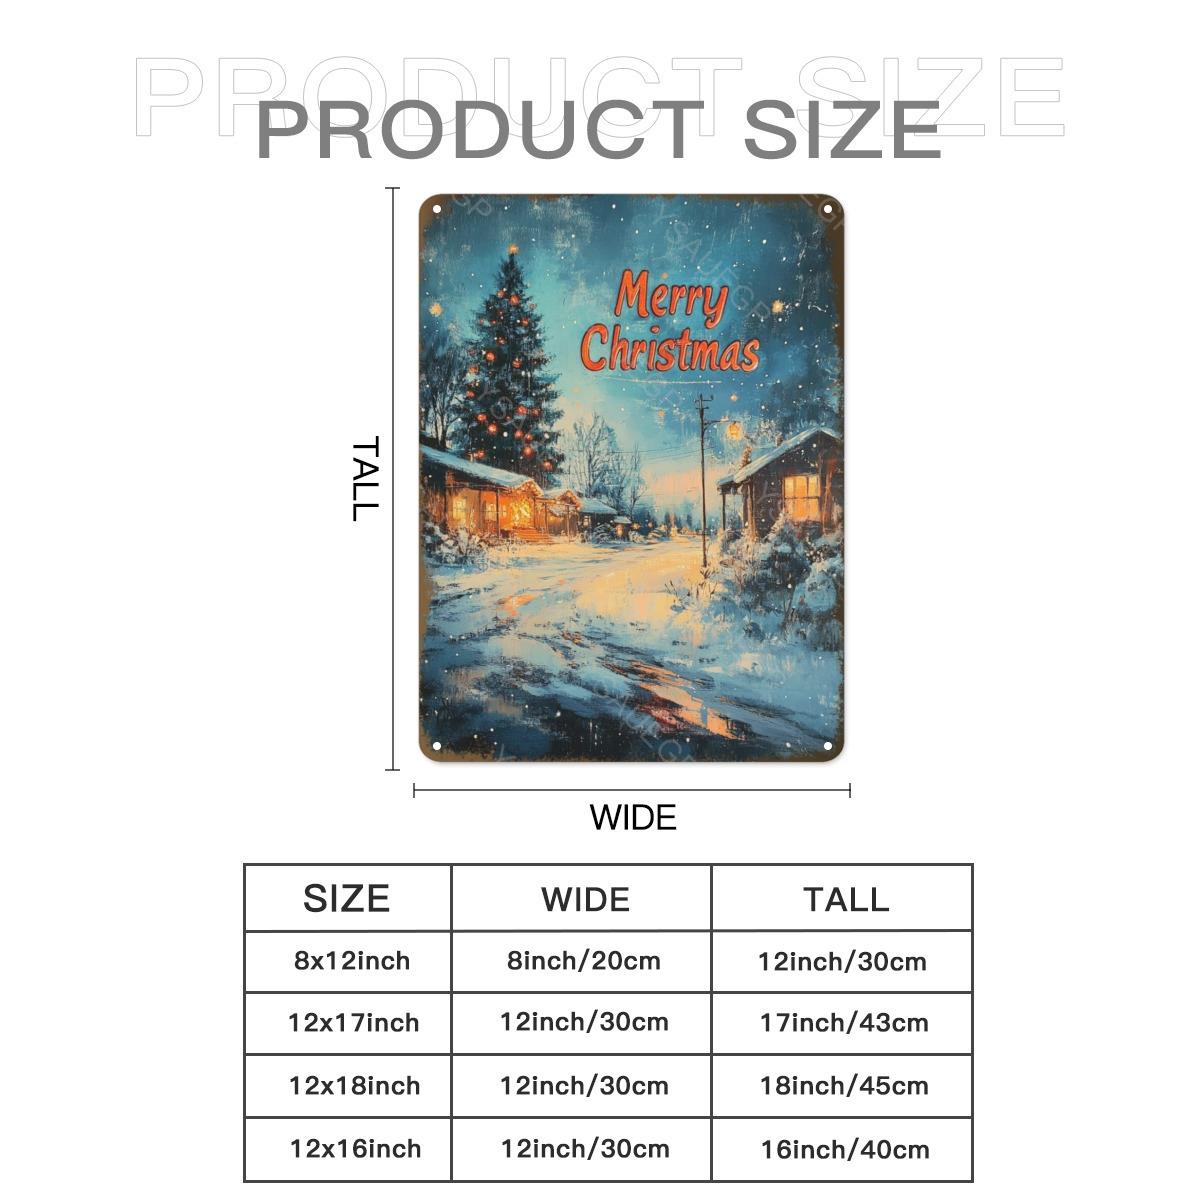 PRODUCT SIZE
PRODUCT SIZE
Merry
Christmas
TALL
WIDE
SIZE WIDE TALL
8x12inch 8inch/20cm 12inch/30cm
12x17inch 12inch/30cm 17inch/43cm
12x18inch 12inch/30cm 18inch/45cm
12x16inch 12inch/30cm 16inch/40cm